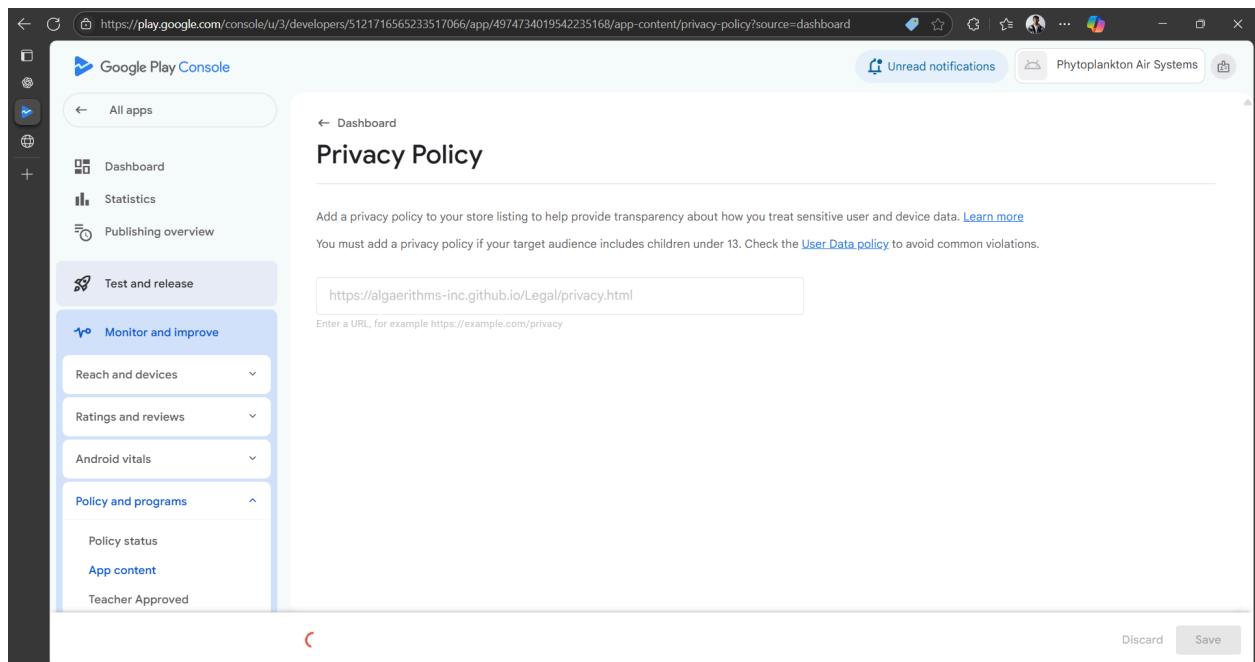 https://play.google.com/console/u/3/developers/5121716565233517066/app/4974734019542235168/app-content/privacy-policy?source=dashboard
Google Play Console
Unread notifications
Phytoplankton Air Systems
All apps
Dashboard
Statistics
Publishing overview
Test and release
Monitor and improve
Reach and devices
Ratings and reviews
Android vitals
Policy and programs
Policy status
App content
Teacher Approved
Dashboard
Privacy Policy
Add a privacy policy to your store listing to help provide transparency about how you treat sensitive user and device data. Learn more
You must add a privacy policy if your target audience includes children under 13. Check the User Data policy to avoid common violations.
https://algaerithms-inc.github.io/Legal/privacy.html
Enter a URL, for example https://example.com/privacy
Discard
Save